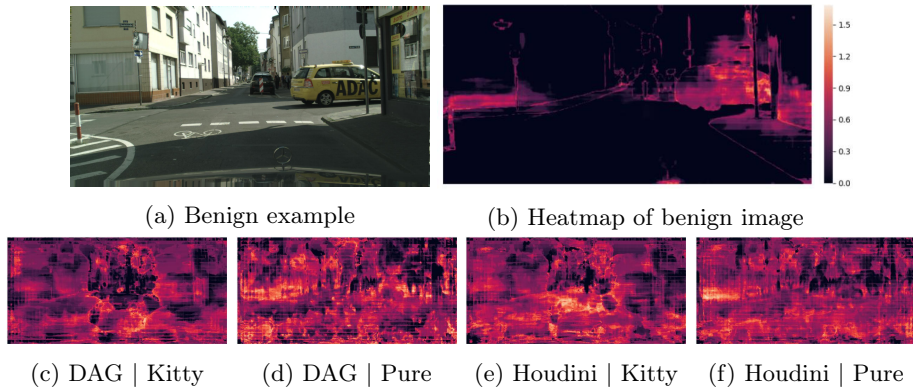 ADAC
1.5
1.2
0.9
0.6
0.3
0.0
(a) Benign example
(b) Heatmap of benign image
(c) DAG | Kitty
(d) DAG | Pure
(e) Houdini | Kitty
(f) Houdini | Pure